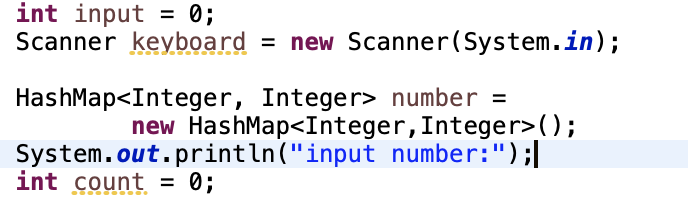 int input = 0;
Scanner keyboard = new Scanner(System.in);
HashMap<Integer, Integer> number =
new HashMap<Integer,Integer>();
System.out.println("input number:");
int count = 0;